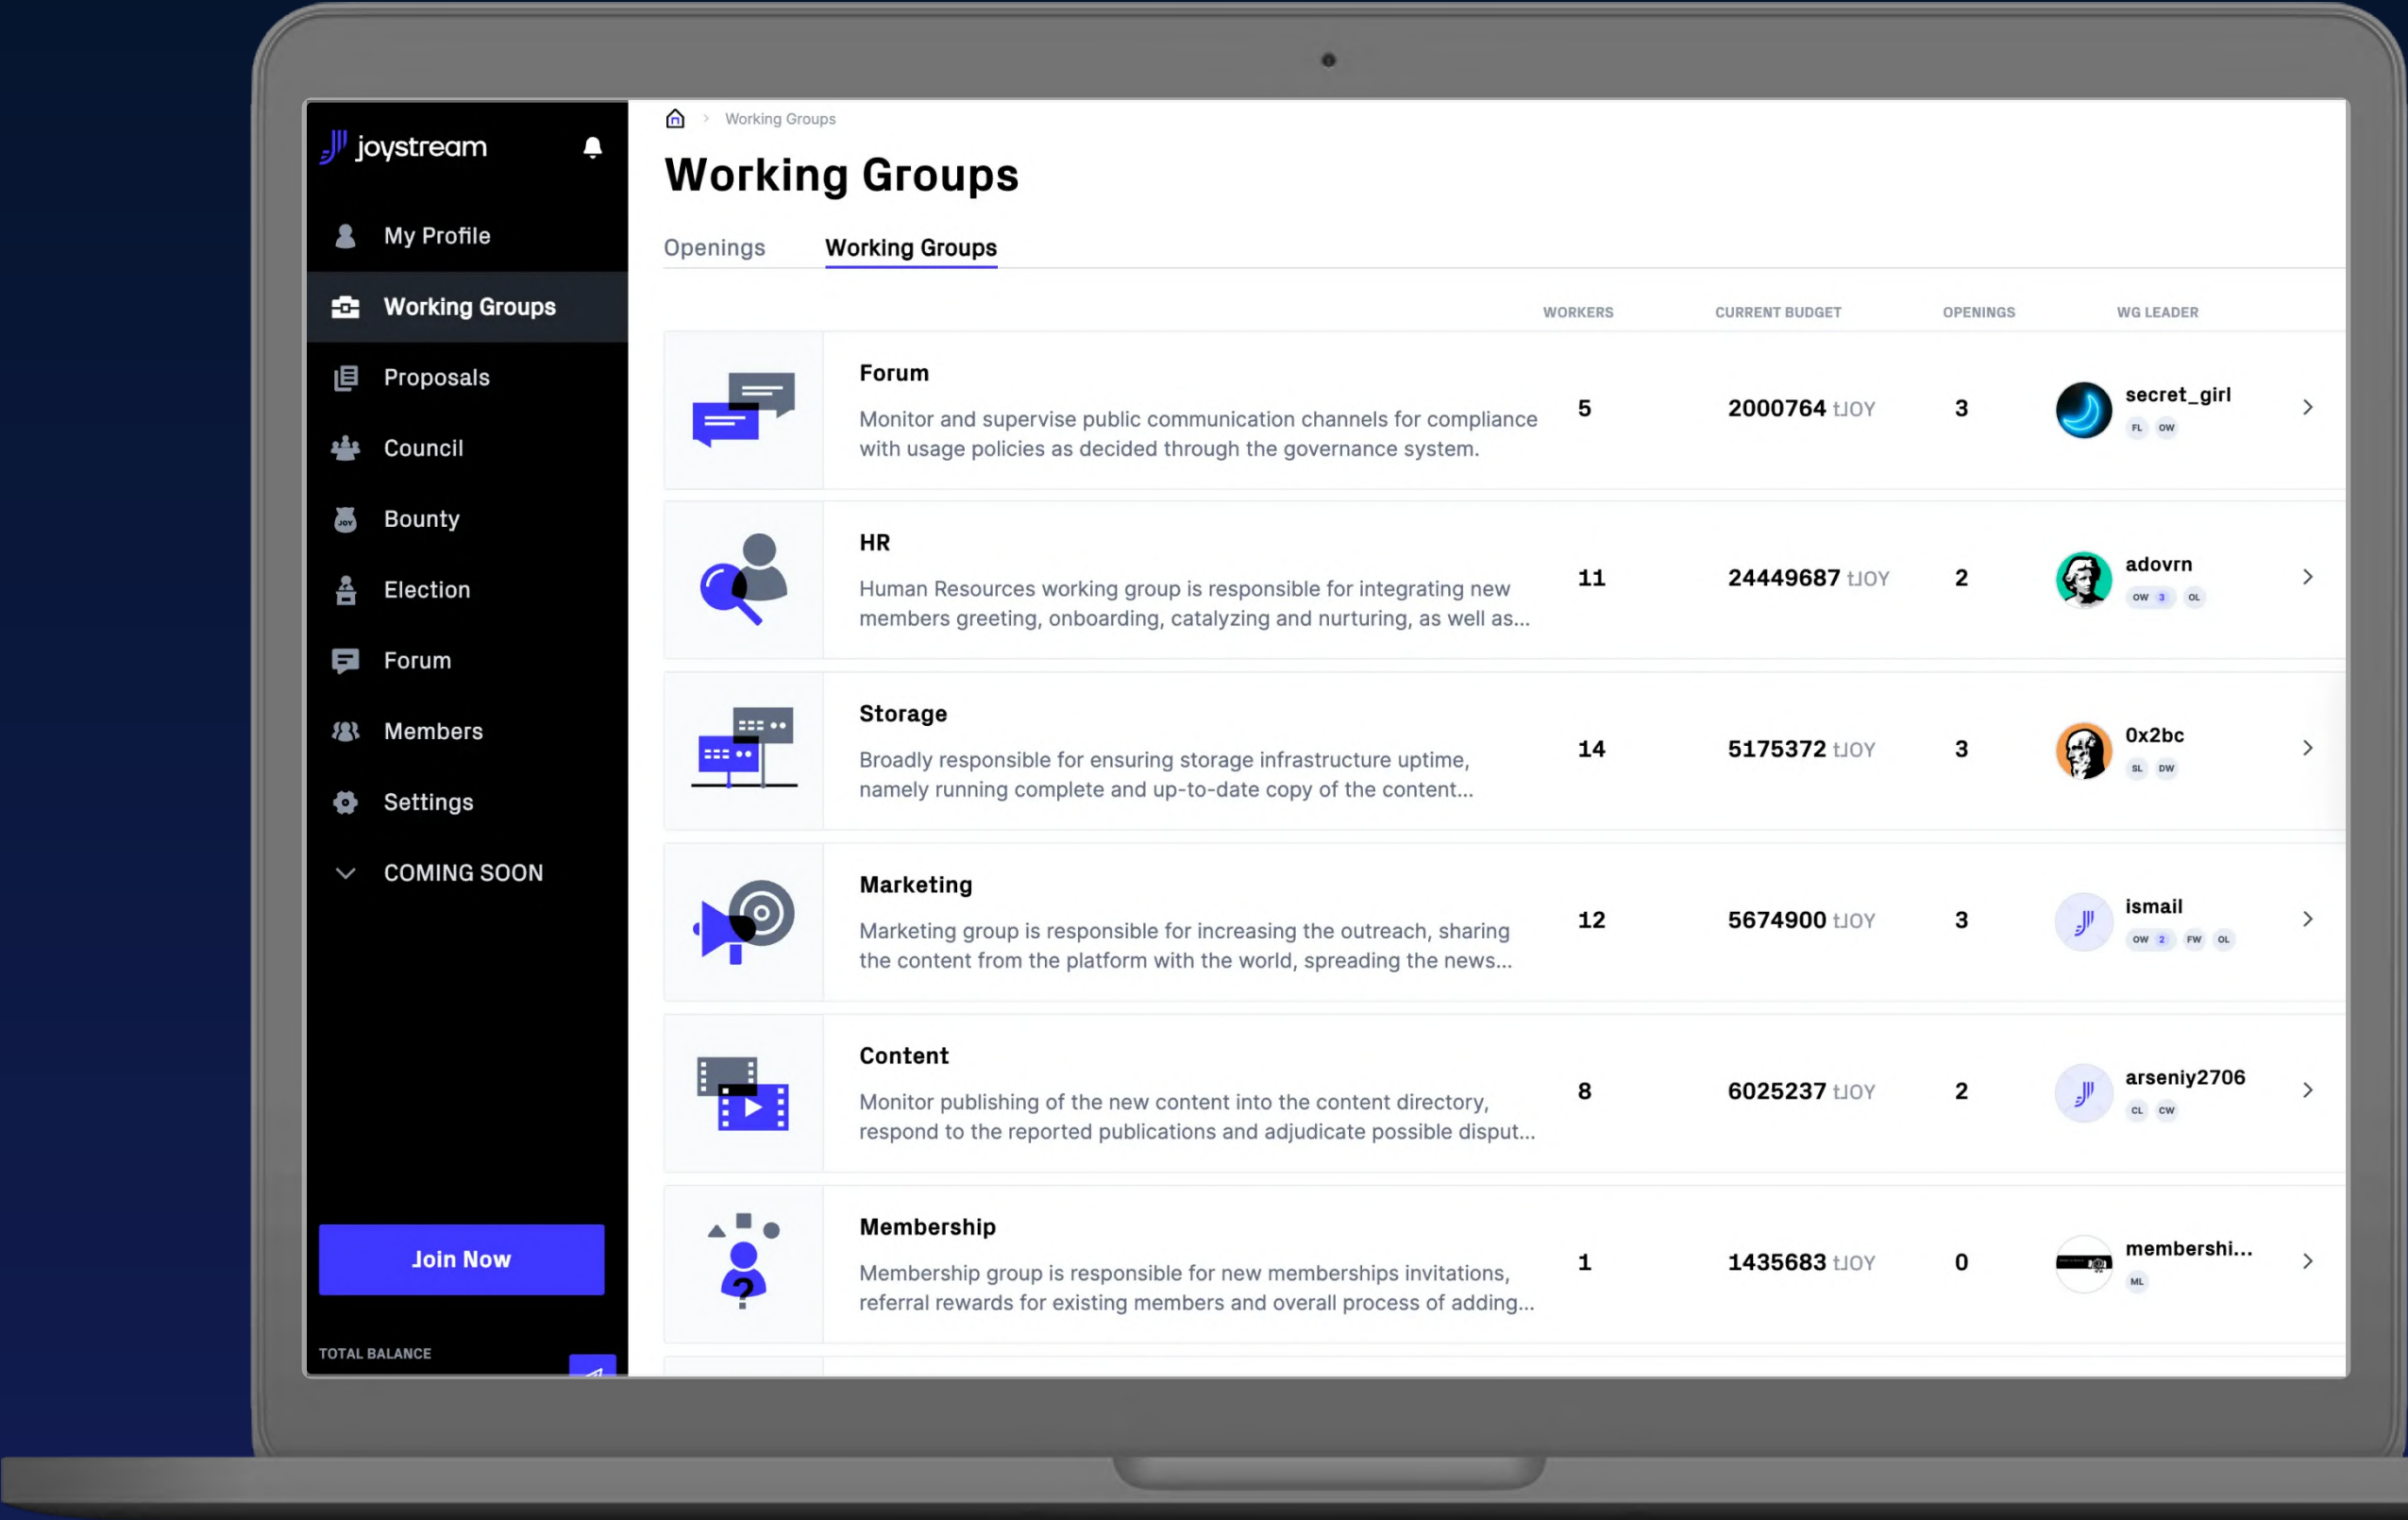 joystream
My Profile
Working Groups
Proposals
Council
JOY
Bounty
Election
Forum
Members
Settings
COMING SOON
Join Now
TOTAL BALANCE
Working Groups
Working Groups
Openings
Working Groups
WORKERS CURRENT BUDGET OPENINGS WG LEADER
Forum
Monitor and supervise public communication channels for compliance
with usage policies as decided through the governance system.
5 2000764 tJOY 3
secret_girl
FL OW
HR
Human Resources working group is responsible for integrating new
members greeting, onboarding, catalyzing and nurturing, as well as...
11 24449687 tJOY 2
adovrn
OW 3 OL
Storage
Broadly responsible for ensuring storage infrastructure uptime,
namely running complete and up-to-date copy of the content...
14 5175372 tJOY 3
0x2bc
SL DW
Marketing
Marketing group is responsible for increasing the outreach, sharing
the content from the platform with the world, spreading the news...
12 5674900 tJOY 3
ismail
OW 2 FW OL
Content
Monitor publishing of the new content into the content directory,
respond to the reported publications and adjudicate possible disput...
8 6025237 tJOY 2
arseniy2706
CL CW
Membership
Membership group is responsible for new memberships invitations,
referral rewards for existing members and overall process of adding...
1 1435683 tJOY 0
membershi...
ML